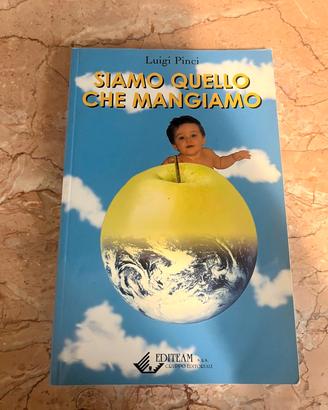 Luigi Pinci
SIAMO QUELLO
CHE MANGIAMO
EDITEAM s.a.s.
GRUPPO EDITORIALE